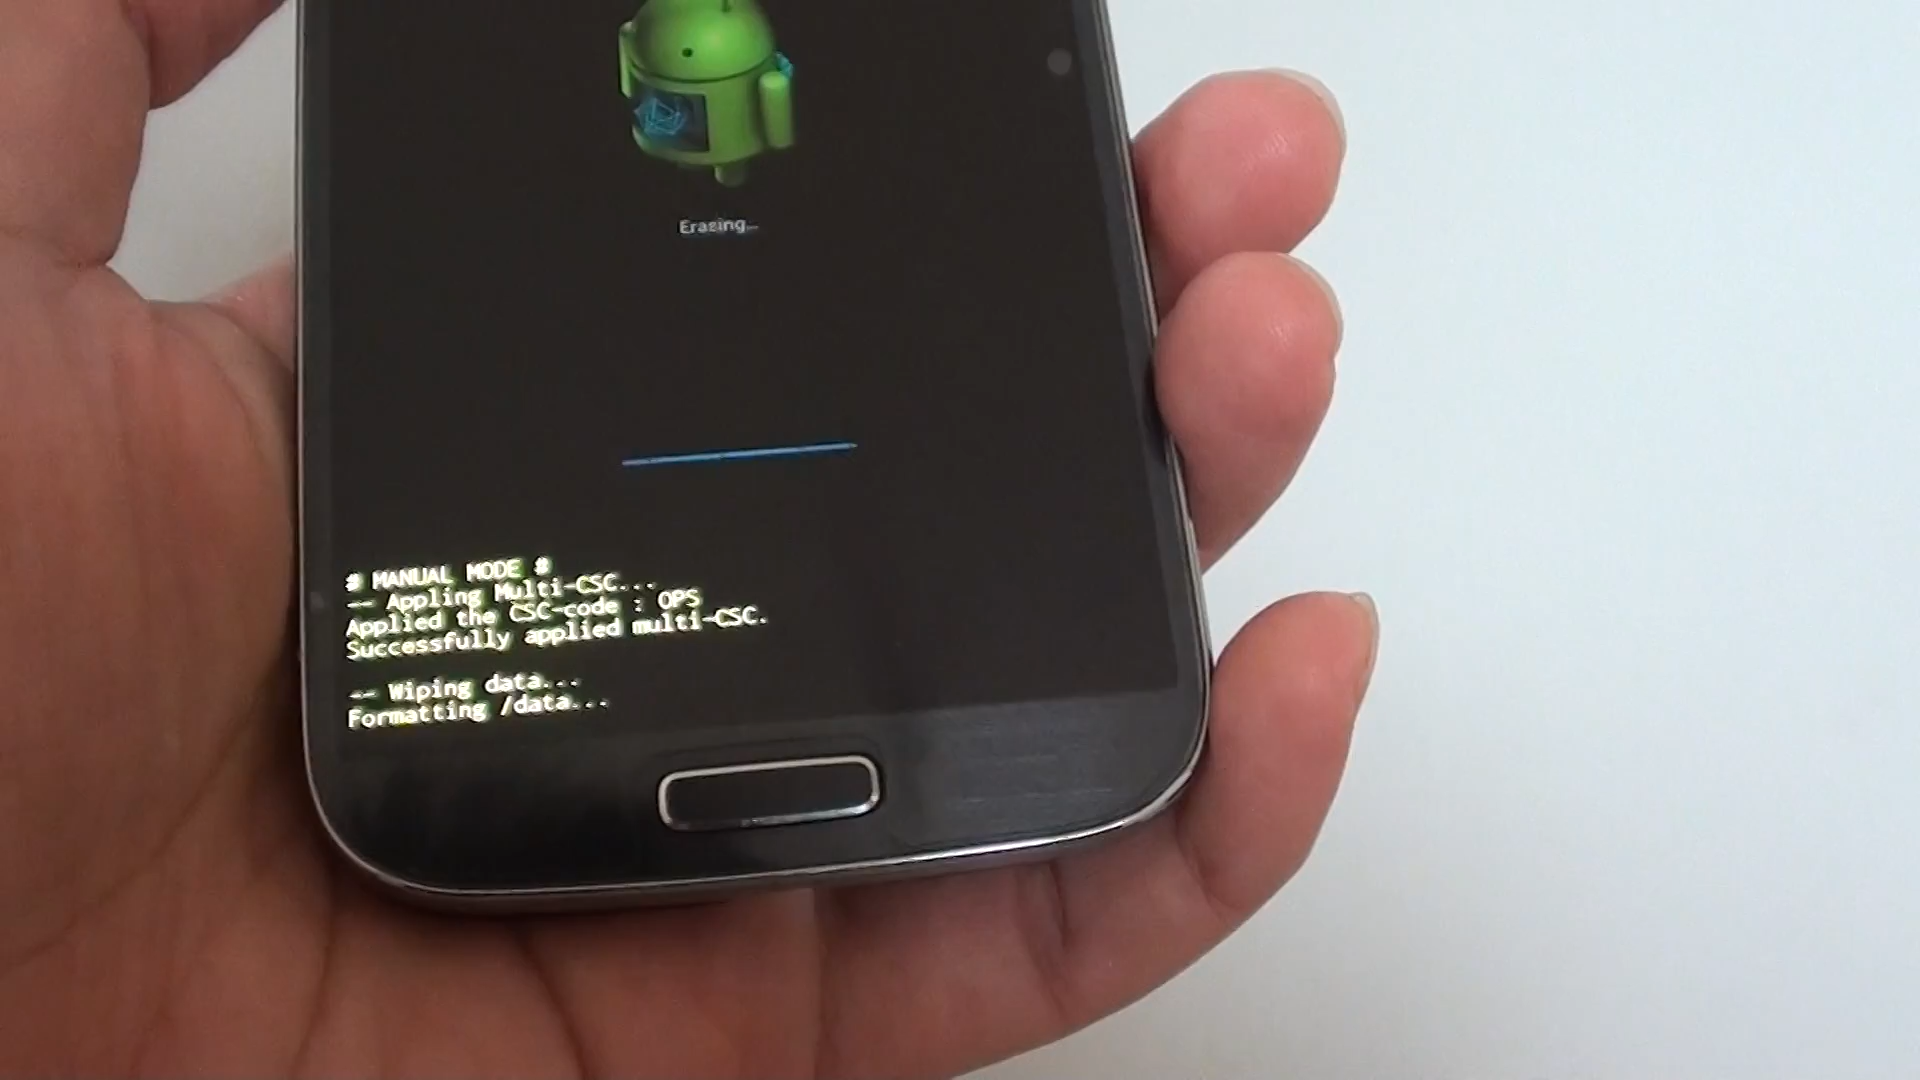 Erasing...
# MANUAL MODE #
-- Appling Multi-CSC...
Applied the CSC-code : OPS
Successfully applied multi-CSC.
-- Wiping data...
Formatting /data...